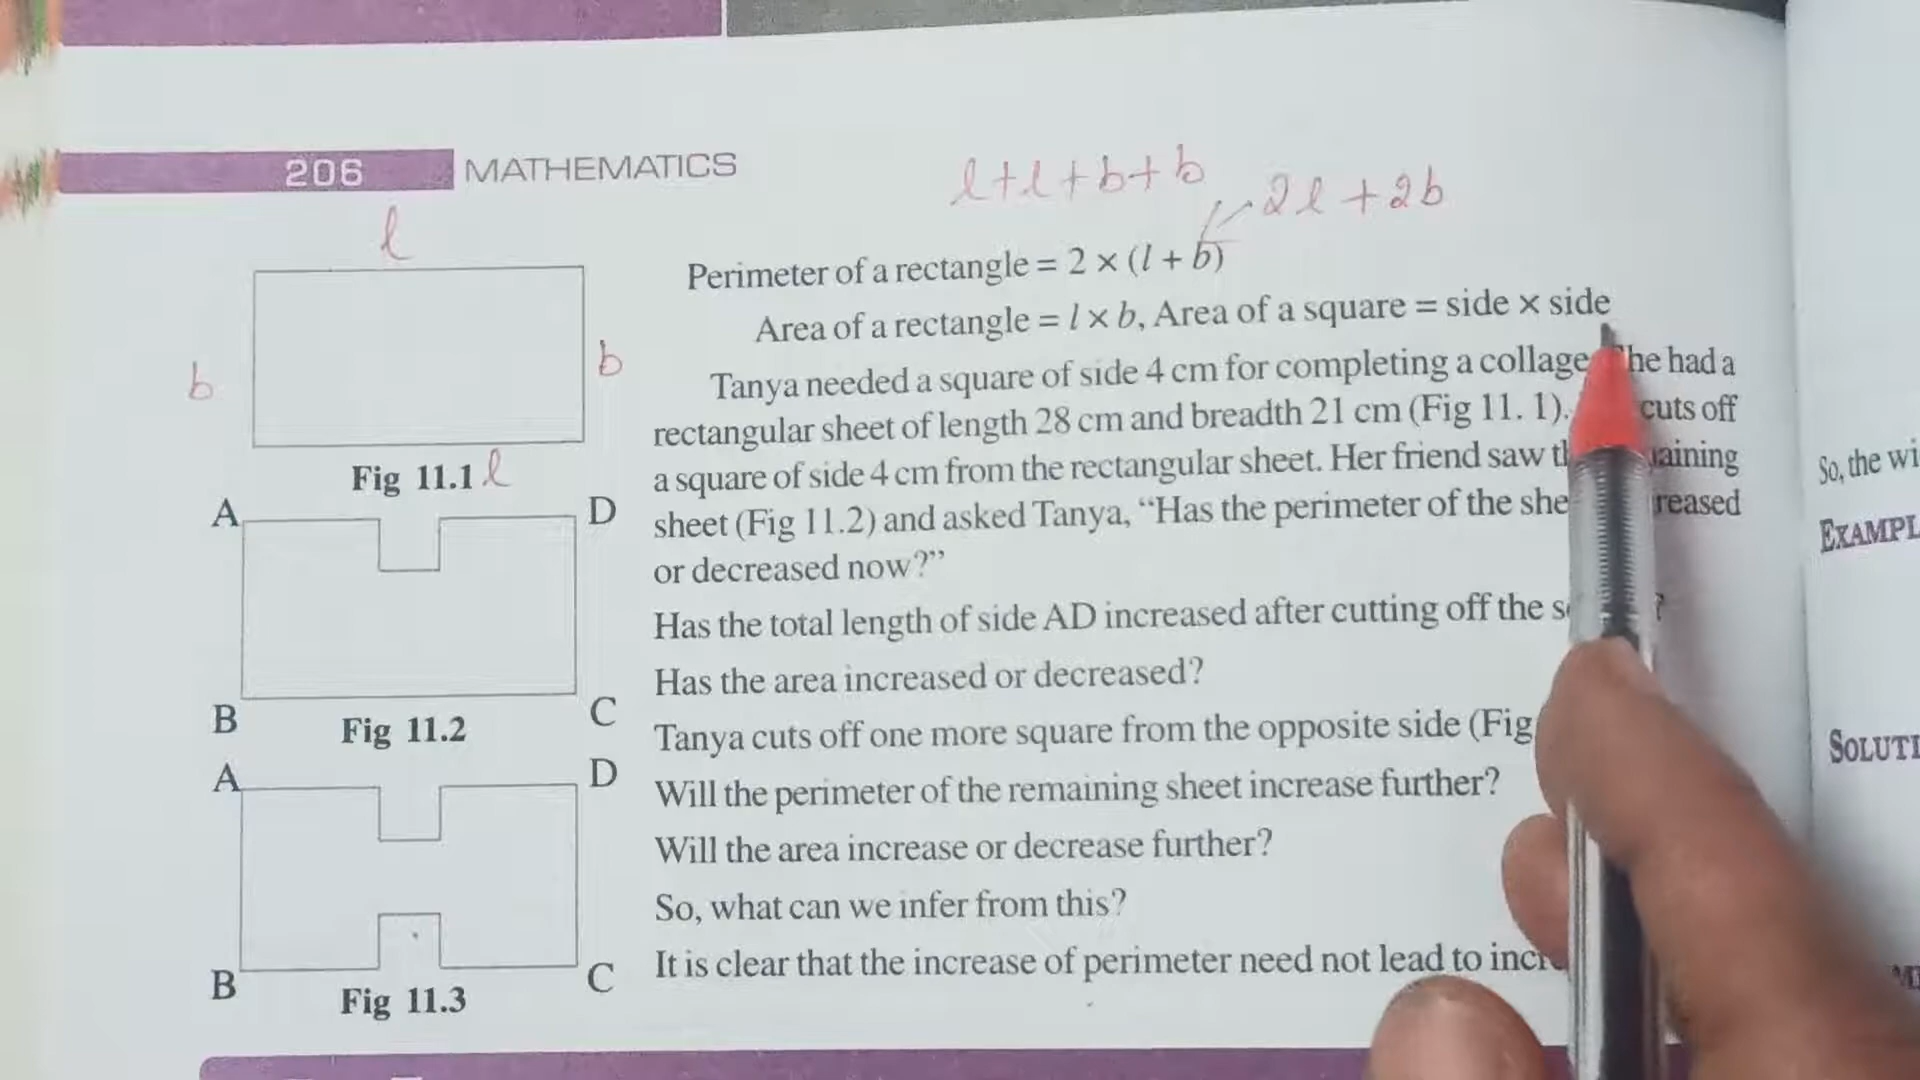 206 MATHEMATICS
l+l+b+b
2l+2b
l
b
b
Fig 11.1 l
Perimeter of a rectangle = 2 × (l + b)
Area of a rectangle = l × b, Area of a square = side × side
Tanya needed a square of side 4 cm for completing a collage he had a
rectangular sheet of length 28 cm and breadth 21 cm (Fig 11. 1). cuts off
a square of side 4 cm from the rectangular sheet. Her friend saw
sheet (Fig 11.2) and asked Tanya, “Has the perimeter of the
or decreased now?”
Has the total length of side AD increased after cutting off the ?
Has the area increased or decreased?
Tanya cuts off one more square from the opposite side (Fig
Will the perimeter of the remaining sheet increase further?
Will the area increase or decrease further?
So, what can we infer from this?
It is clear that the increase of perimeter need not lead to
A D
B C
Fig 11.2
A D
B C
Fig 11.3
So, the wi
EXAMPL
SOLUTI